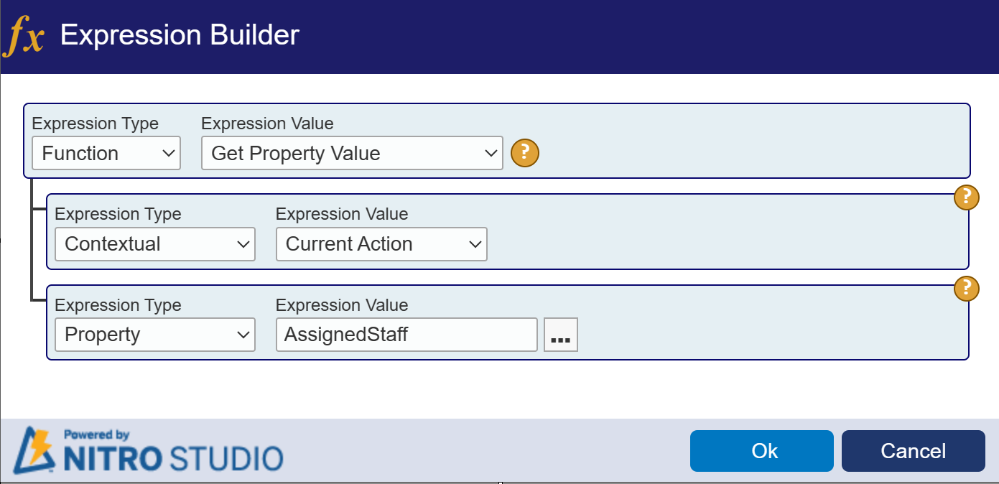 fx Expression Builder
Expression Type Expression Value
Function Get Property Value ?
?
Expression Type Expression Value
Contextual Current Action
?
Expression Type Expression Value
Property AssignedStaff ...
Powered by
NITRO STUDIO
Ok Cancel